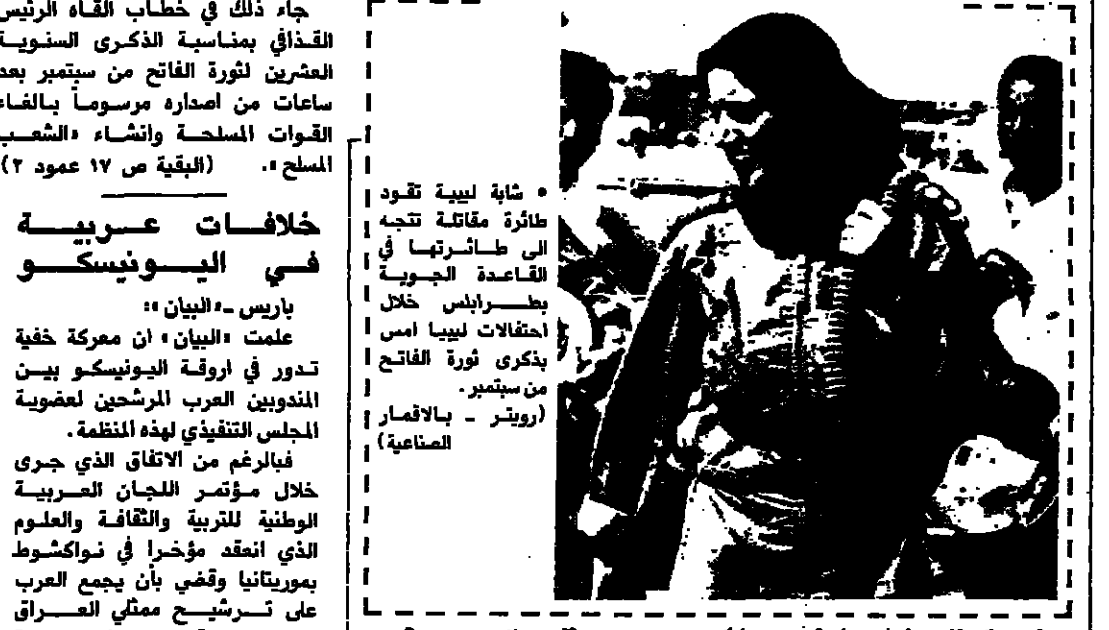 • شابة ليبية تقود
طائرة مقاتلة تتجه
الى طائرتها في
القاعدة الجوية
بطرابلس خلال
احتفالات ليبيا امس
بذكرى ثورة الفاتح
من سبتمبر.
(رويتر - بالاقمار
الصناعية)
جاء ذلك في خطاب القاه الرئيس
القذافي بمناسبة الذكرى السنوية
العشرين لثورة الفاتح من سبتمبر بعد
ساعات من اصداره مرسوماً بالغاء
القوات المسلحة وانشاء «الشعب
المسلح». (البقية ص ١٧ عمود ٢)
خلافات عربية
في اليونيسكو
باريس ـ«البيان»:
علمت «البيان» ان معركة خفية
تدور في اروقة اليونيسكو بين
المندوبين العرب المرشحين لعضوية
المجلس التنفيذي لهذه المنظمة.
فبالرغم من الاتفاق الذي جرى
خلال مؤتمر اللجان العربية
الوطنية للتربية والثقافة والعلوم
الذي انعقد مؤخرا في نواكشوط
بموريتانيا وقضي بأن يجمع العرب
على ترشيح ممثلي العراق